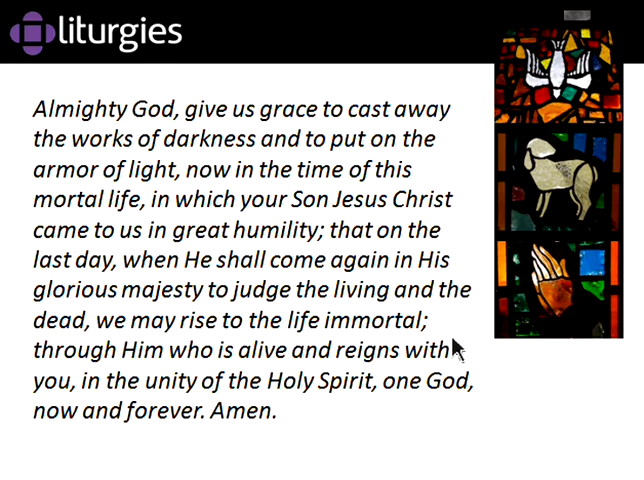 liturgies
Almighty God, give us grace to cast away
the works of darkness and to put on the
armor of light, now in the time of this
mortal life, in which your Son Jesus Christ
came to us in great humility; that on the
last day, when He shall come again in His
glorious majesty to judge the living and the
dead, we may rise to the life immortal;
through Him who is alive and reigns with
you, in the unity of the Holy Spirit, one God,
now and forever. Amen.